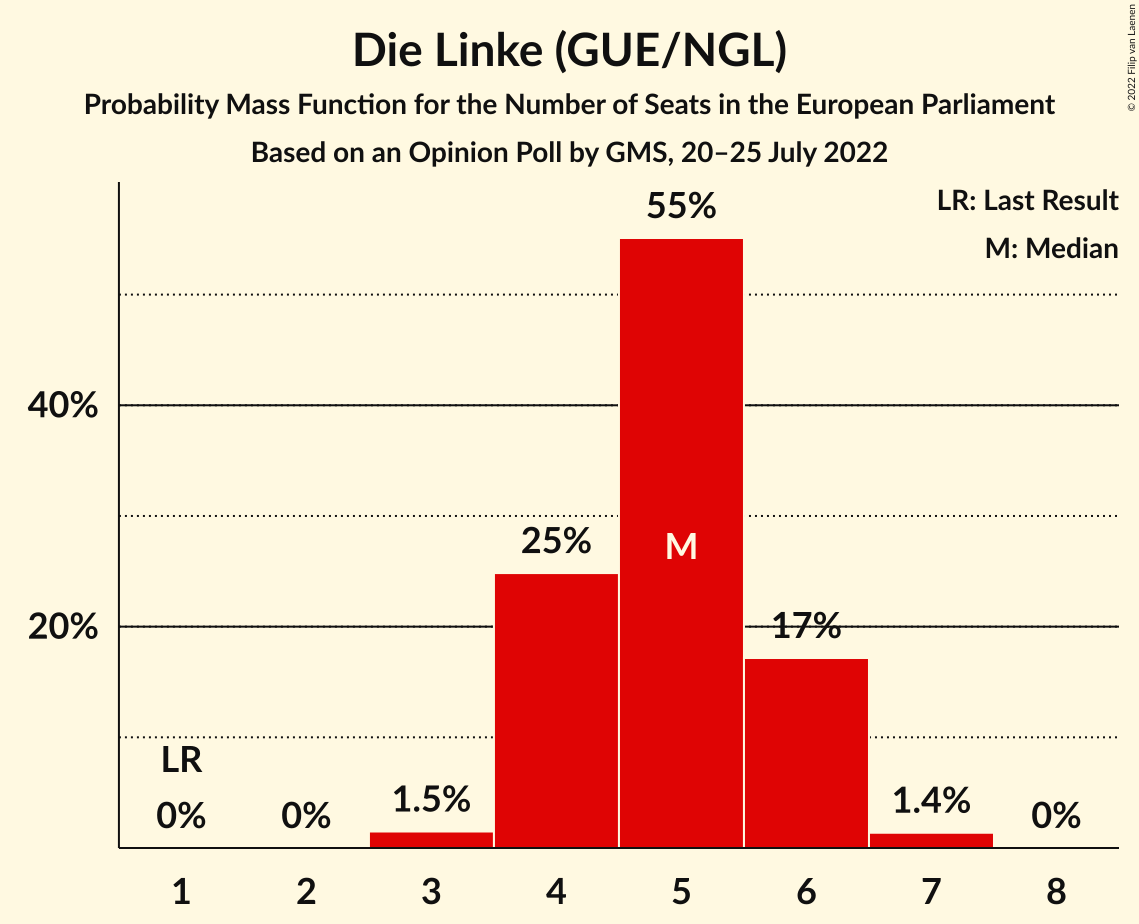 Die Linke (GUE/NGL)
Probability Mass Function for the Number of Seats in the European Parliament
Based on an Opinion Poll by GMS, 20–25 July 2022
© 2022 Filip van Laenen
LR: Last Result
M: Median
55%
40%
25%
M
20%
17%
LR
0%
0%
1.5%
1.4%
0%
1 2 3 4 5 6 7 8